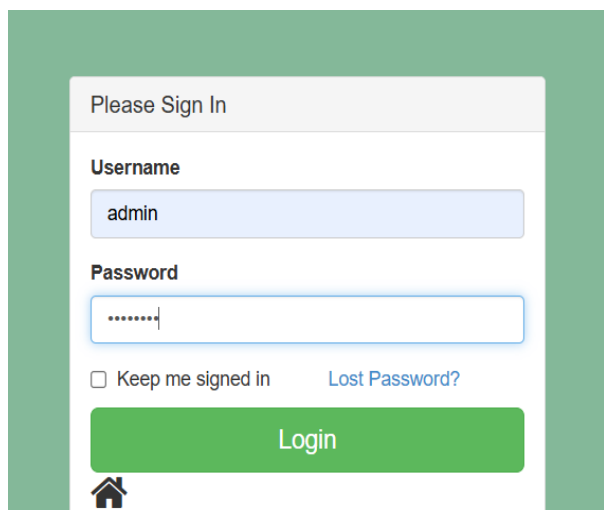 Please Sign In
Username
admin
Password
••••••••
Keep me signed in Lost Password?
Login